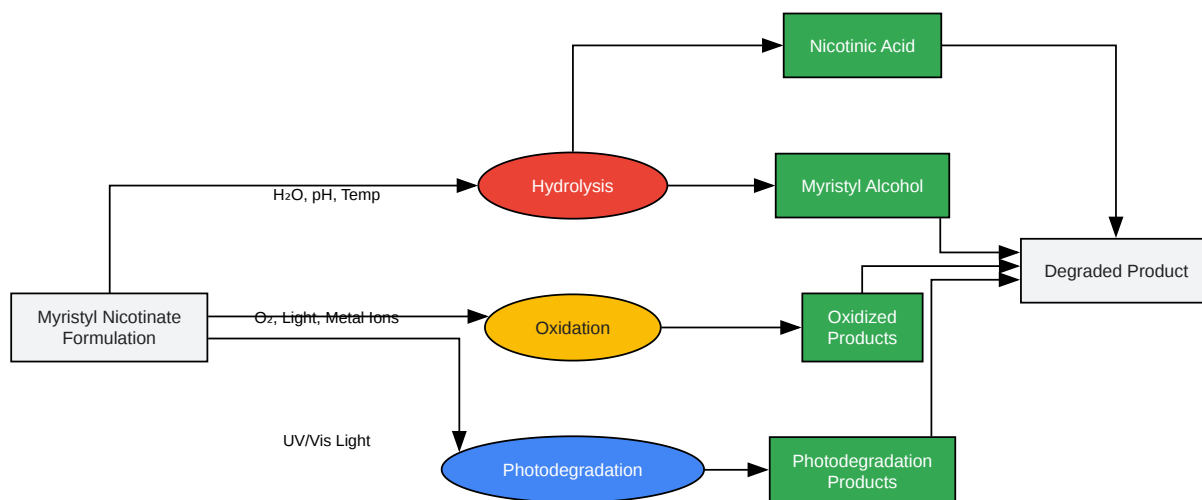 Nicotinic Acid
Hydrolysis
Myristyl Alcohol
H₂O, pH, Temp
Degraded Product
Myristyl Nicotinate
Formulation
O₂, Light, Metal Ions
Oxidation
Oxidized
Products
UV/Vis Light
Photodegradation
Photodegradation
Products